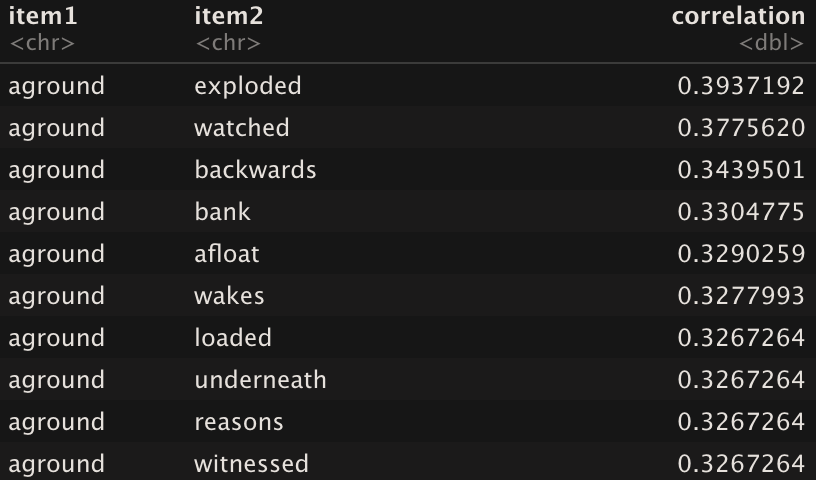 item1 item2 correlation
<chr> <chr> <dbl>
aground exploded 0.3937192
aground watched 0.3775620
aground backwards 0.3439501
aground bank 0.3304775
aground afloat 0.3290259
aground wakes 0.3277993
aground loaded 0.3267264
aground underneath 0.3267264
aground reasons 0.3267264
aground witnessed 0.3267264